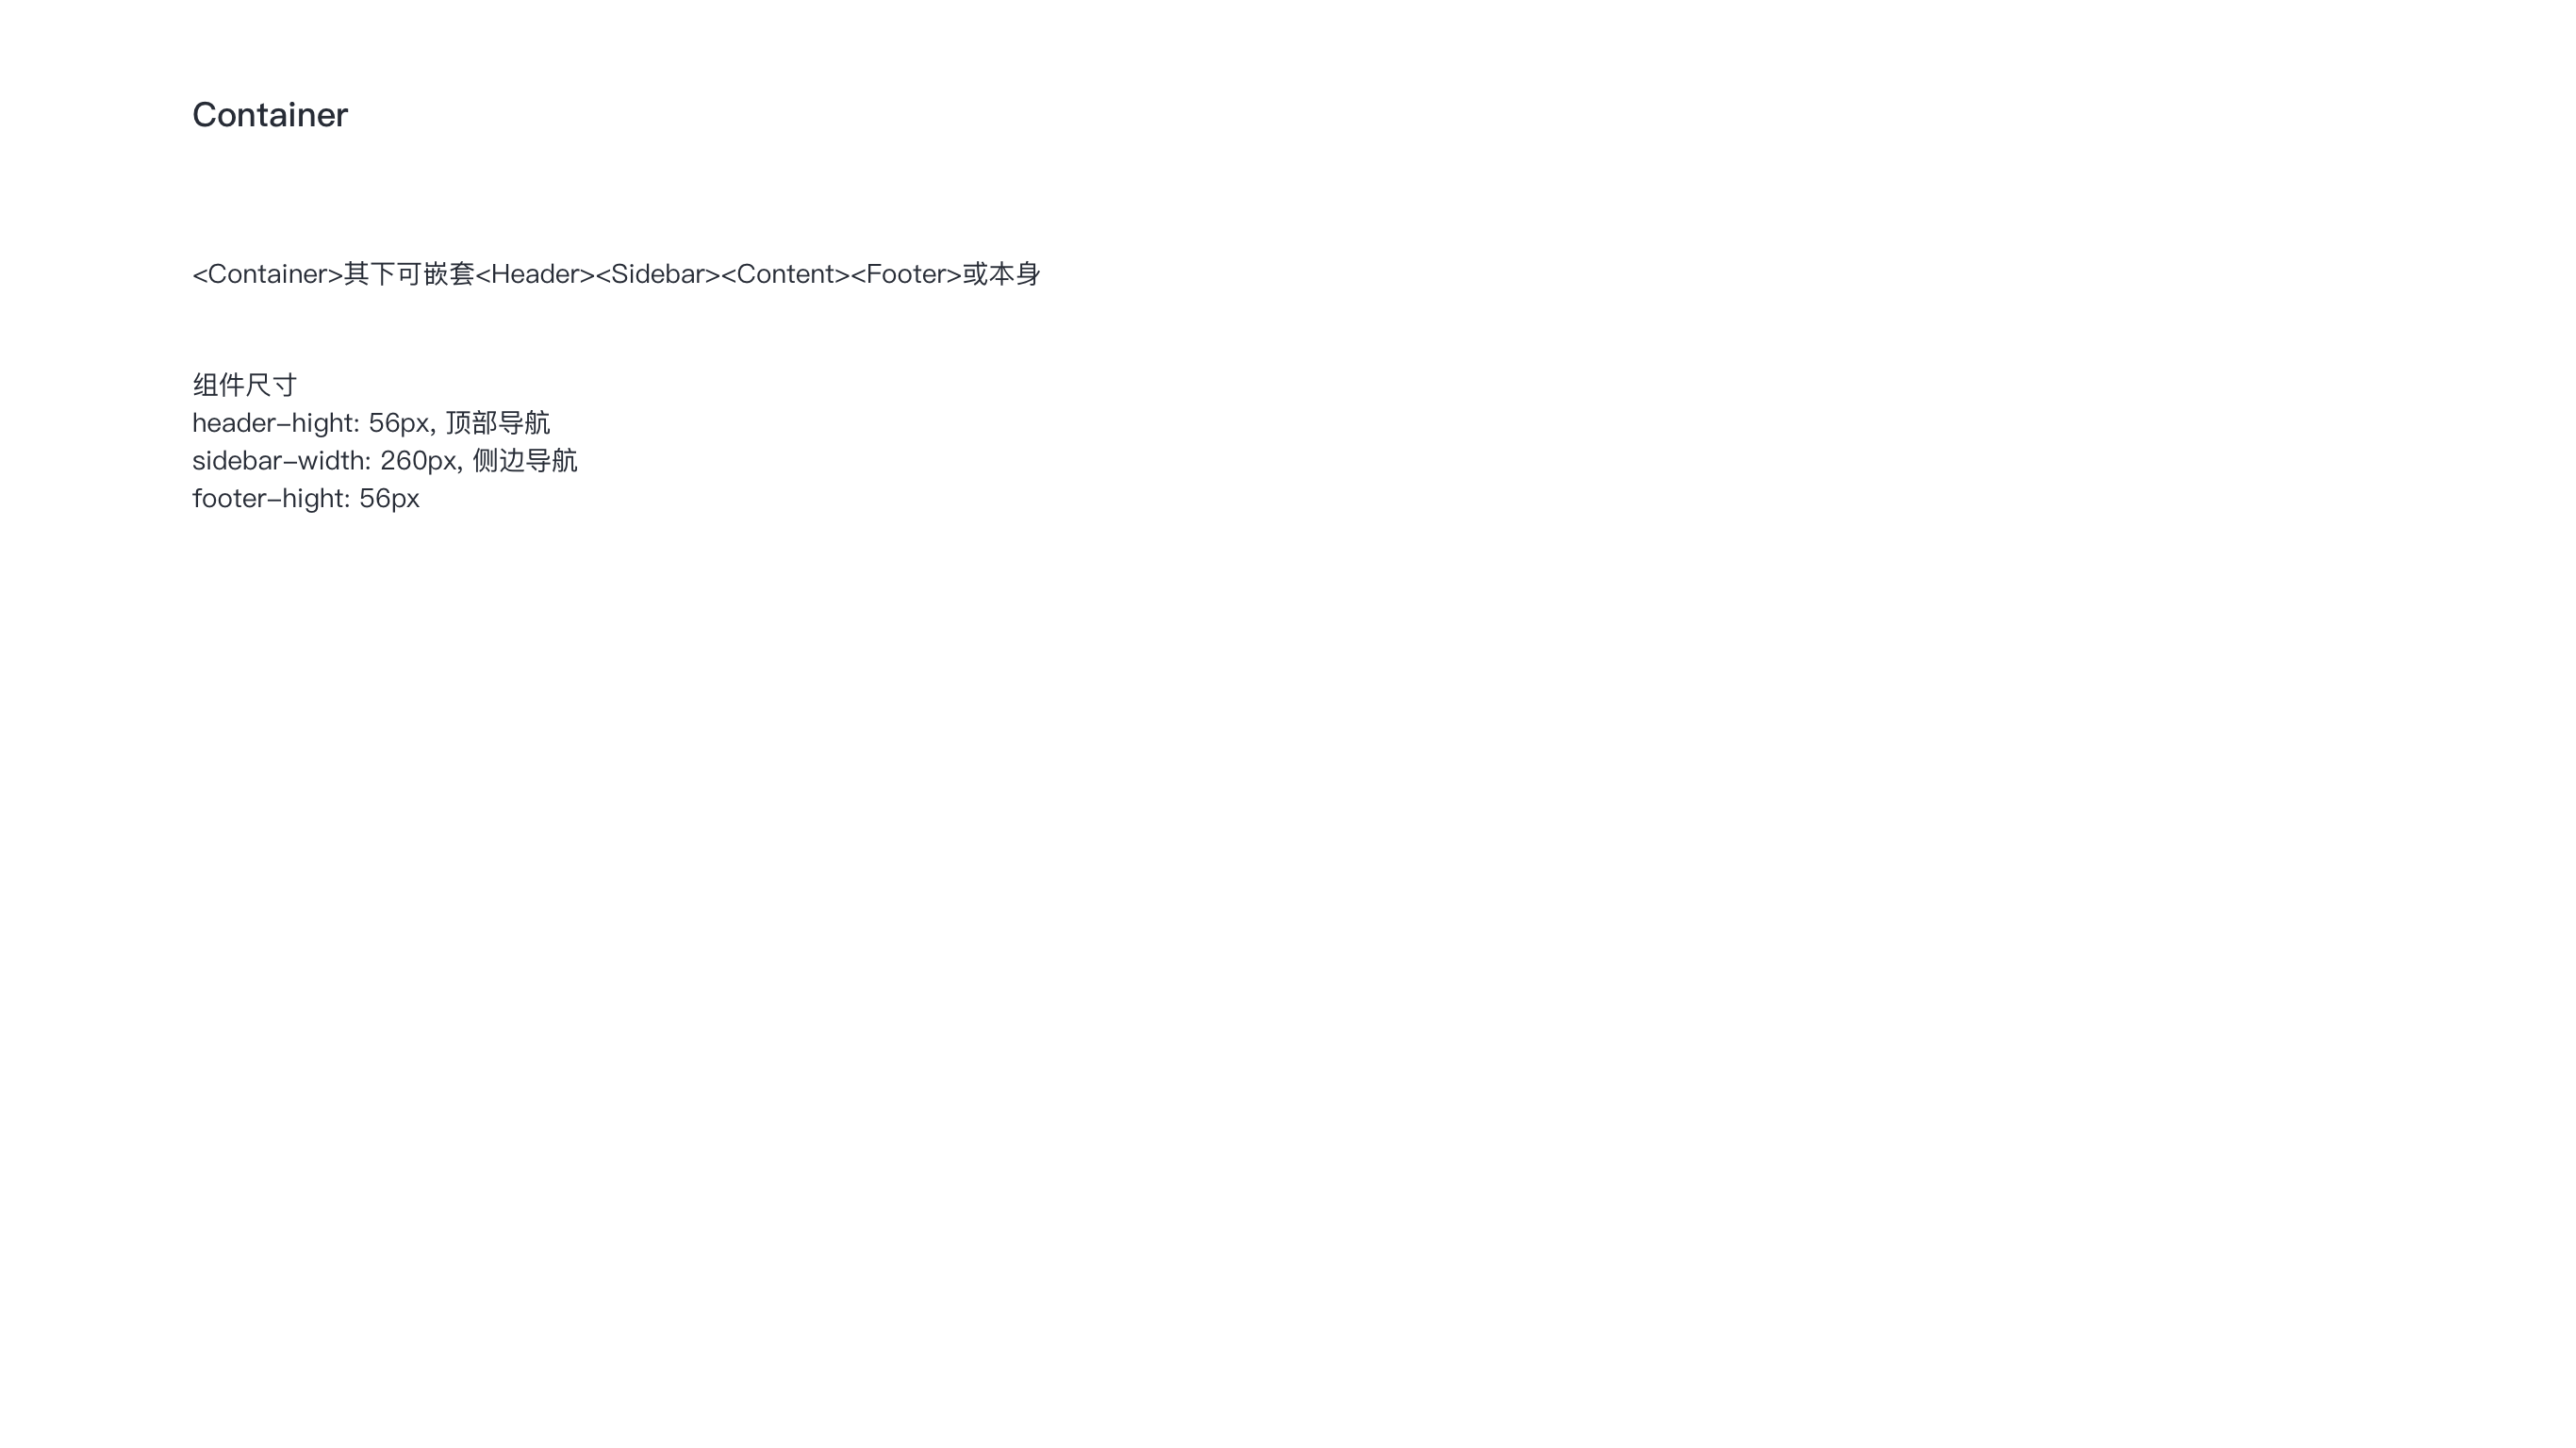 Container
<Container>其下可嵌套<Header><Sidebar><Content><Footer>或本身
组件尺寸
header–hight: 56px, 顶部导航
sidebar–width: 260px, 侧边导航
footer–hight: 56px